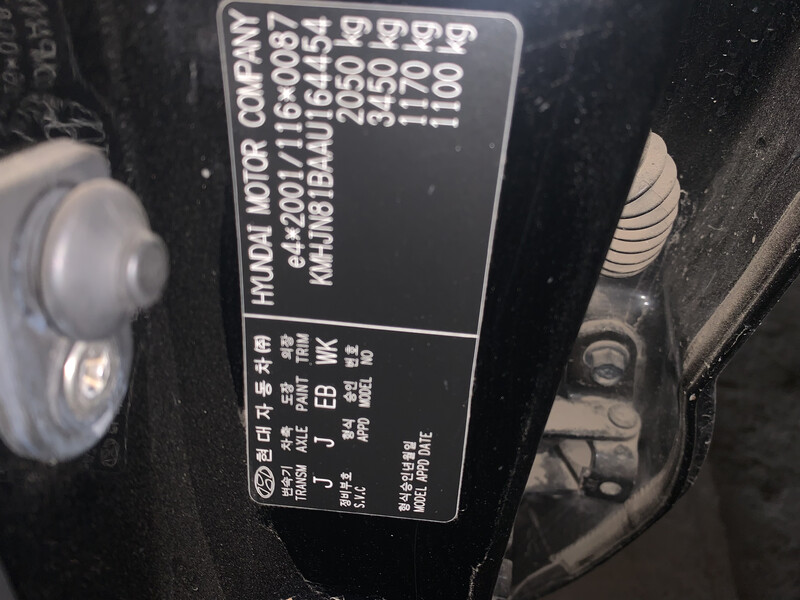 HYUNDAI MOTOR COMPANY
e4*2001/116*0087
KMHJN81BAAU164454
2050 kg
3450 kg
1170 kg
1100 kg
현대자동차(주)
변속기 차축 도장 의장
TRANSM AXLE PAINT TRIM
J J EB WK
정비부호 형식 승인 번호
S.V.C APPD MODEL NO
형식승인년월일
MODEL APPD DATE